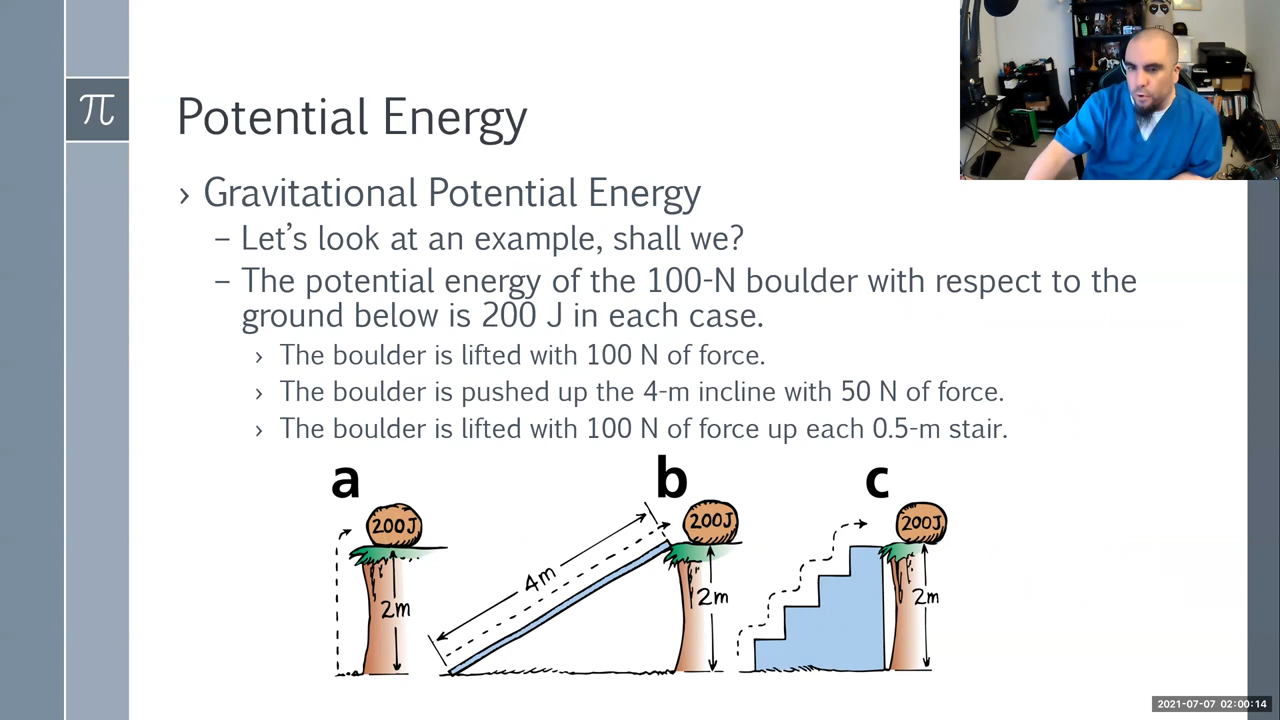 π
Potential Energy
› Gravitational Potential Energy
– Let's look at an example, shall we?
– The potential energy of the 100-N boulder with respect to the
ground below is 200 J in each case.
› The boulder is lifted with 100 N of force.
› The boulder is pushed up the 4-m incline with 50 N of force.
› The boulder is lifted with 100 N of force up each 0.5-m stair.
a b c
200J 200J 200J
4m
2m 2m 2m
2021-07-07 02:00:14